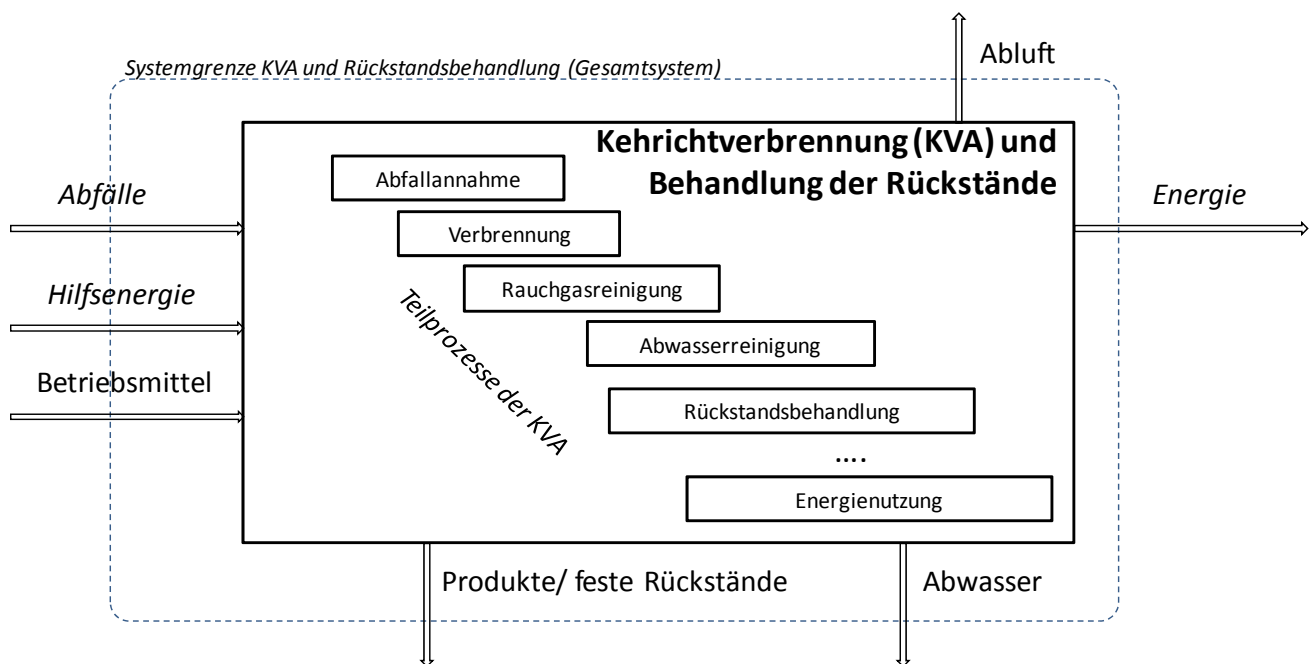 Abluft
Systemgrenze KVA und Rückstandsbehandlung (Gesamtsystem)
Kehrichtverbrennung (KVA) und
Behandlung der Rückstände
Abfallannahme
Abfälle
Energie
Verbrennung
Rauchgasreinigung
Hilfsenergie
Teilprozesse der KVA
Abwasserreinigung
Betriebsmittel
Rückstandsbehandlung
....
Energienutzung
Produkte/ feste Rückstände
Abwasser